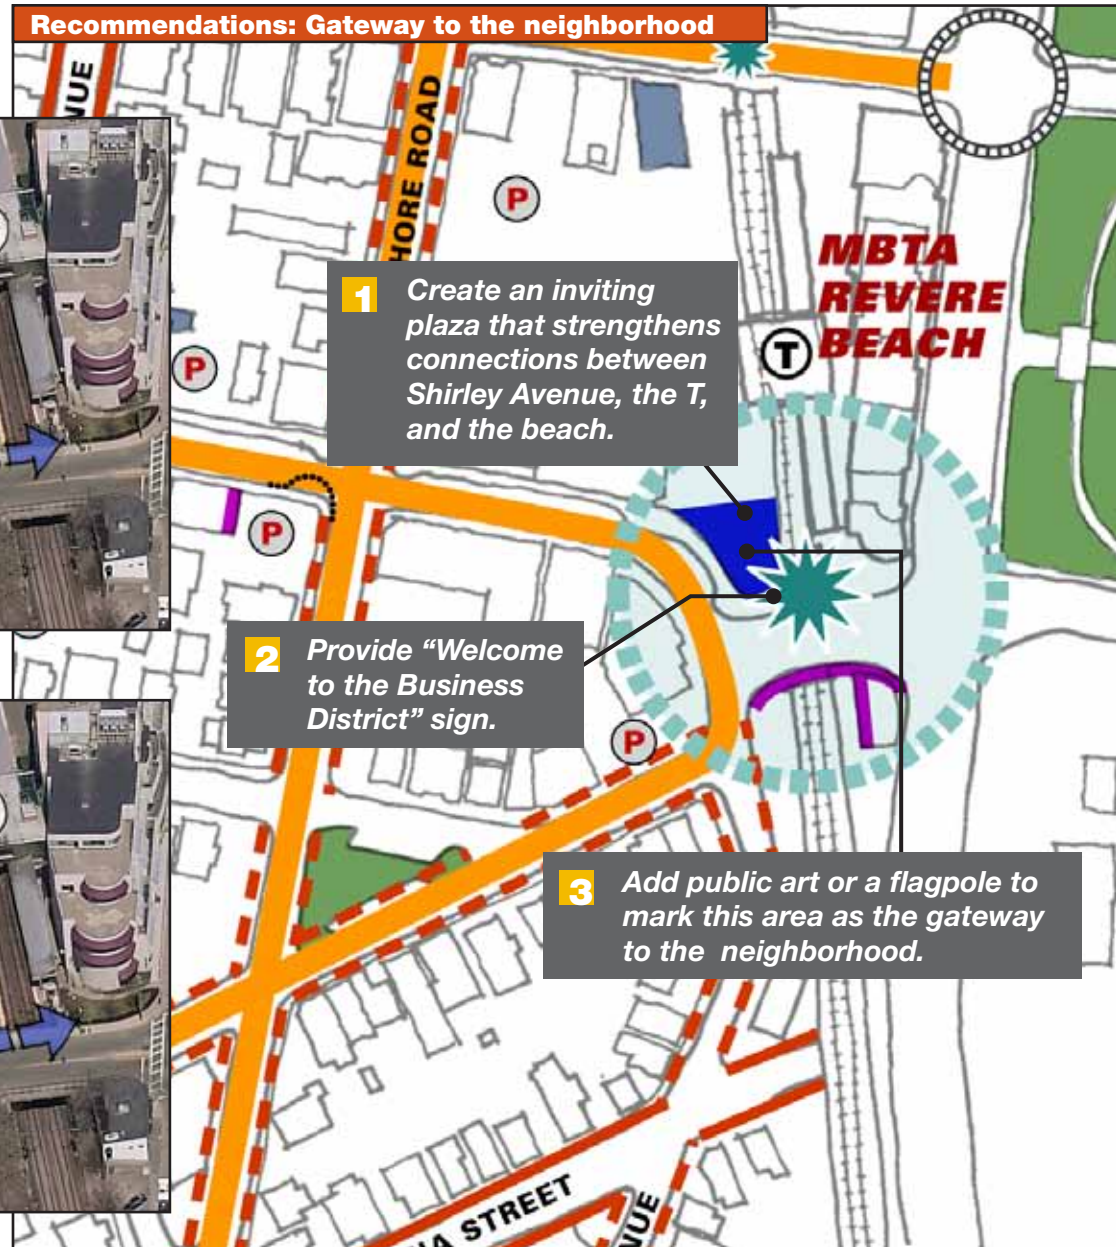 Recommendations: Gateway to the neighborhood
NUE
HORE ROAD
P
MBTA
REVERE
BEACH
T
1
Create an inviting
plaza that strengthens
connections between
Shirley Avenue, the T,
and the beach.
P
P
2
Provide “Welcome
to the Business
District” sign.
P
3
Add public art or a flagpole to
mark this area as the gateway
to the neighborhood.
A STREET
NUE